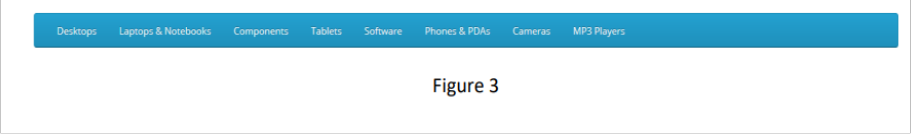 Desktops Laptops & Notebooks Components Tablets Software Phones & PDAs Cameras MP3 Players
Figure 3